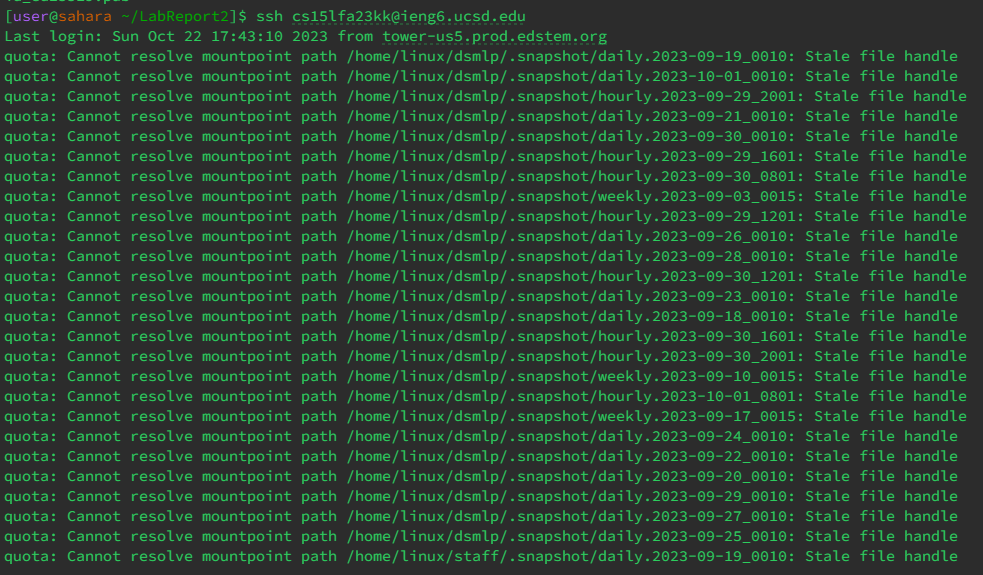 [user@sahara ~/LabReport2]$ ssh cs15lfa23kk@ieng6.ucsd.edu
Last login: Sun Oct 22 17:43:10 2023 from tower-us5.prod.edstem.org
quota: Cannot resolve mountpoint path /home/linux/dsmlp/.snapshot/daily.2023-09-19_0010: Stale file handle
quota: Cannot resolve mountpoint path /home/linux/dsmlp/.snapshot/daily.2023-10-01_0010: Stale file handle
quota: Cannot resolve mountpoint path /home/linux/dsmlp/.snapshot/hourly.2023-09-29_2001: Stale file handle
quota: Cannot resolve mountpoint path /home/linux/dsmlp/.snapshot/daily.2023-09-21_0010: Stale file handle
quota: Cannot resolve mountpoint path /home/linux/dsmlp/.snapshot/daily.2023-09-30_0010: Stale file handle
quota: Cannot resolve mountpoint path /home/linux/dsmlp/.snapshot/hourly.2023-09-29_1601: Stale file handle
quota: Cannot resolve mountpoint path /home/linux/dsmlp/.snapshot/hourly.2023-09-30_0801: Stale file handle
quota: Cannot resolve mountpoint path /home/linux/dsmlp/.snapshot/weekly.2023-09-03_0015: Stale file handle
quota: Cannot resolve mountpoint path /home/linux/dsmlp/.snapshot/hourly.2023-09-29_1201: Stale file handle
quota: Cannot resolve mountpoint path /home/linux/dsmlp/.snapshot/daily.2023-09-26_0010: Stale file handle
quota: Cannot resolve mountpoint path /home/linux/dsmlp/.snapshot/daily.2023-09-28_0010: Stale file handle
quota: Cannot resolve mountpoint path /home/linux/dsmlp/.snapshot/hourly.2023-09-30_1201: Stale file handle
quota: Cannot resolve mountpoint path /home/linux/dsmlp/.snapshot/daily.2023-09-23_0010: Stale file handle
quota: Cannot resolve mountpoint path /home/linux/dsmlp/.snapshot/daily.2023-09-18_0010: Stale file handle
quota: Cannot resolve mountpoint path /home/linux/dsmlp/.snapshot/hourly.2023-09-30_1601: Stale file handle
quota: Cannot resolve mountpoint path /home/linux/dsmlp/.snapshot/hourly.2023-09-30_2001: Stale file handle
quota: Cannot resolve mountpoint path /home/linux/dsmlp/.snapshot/weekly.2023-09-10_0015: Stale file handle
quota: Cannot resolve mountpoint path /home/linux/dsmlp/.snapshot/hourly.2023-10-01_0801: Stale file handle
quota: Cannot resolve mountpoint path /home/linux/dsmlp/.snapshot/weekly.2023-09-17_0015: Stale file handle
quota: Cannot resolve mountpoint path /home/linux/dsmlp/.snapshot/daily.2023-09-24_0010: Stale file handle
quota: Cannot resolve mountpoint path /home/linux/dsmlp/.snapshot/daily.2023-09-22_0010: Stale file handle
quota: Cannot resolve mountpoint path /home/linux/dsmlp/.snapshot/daily.2023-09-20_0010: Stale file handle
quota: Cannot resolve mountpoint path /home/linux/dsmlp/.snapshot/daily.2023-09-29_0010: Stale file handle
quota: Cannot resolve mountpoint path /home/linux/dsmlp/.snapshot/daily.2023-09-27_0010: Stale file handle
quota: Cannot resolve mountpoint path /home/linux/dsmlp/.snapshot/daily.2023-09-25_0010: Stale file handle
quota: Cannot resolve mountpoint path /home/linux/staff/.snapshot/daily.2023-09-19_0010: Stale file handle